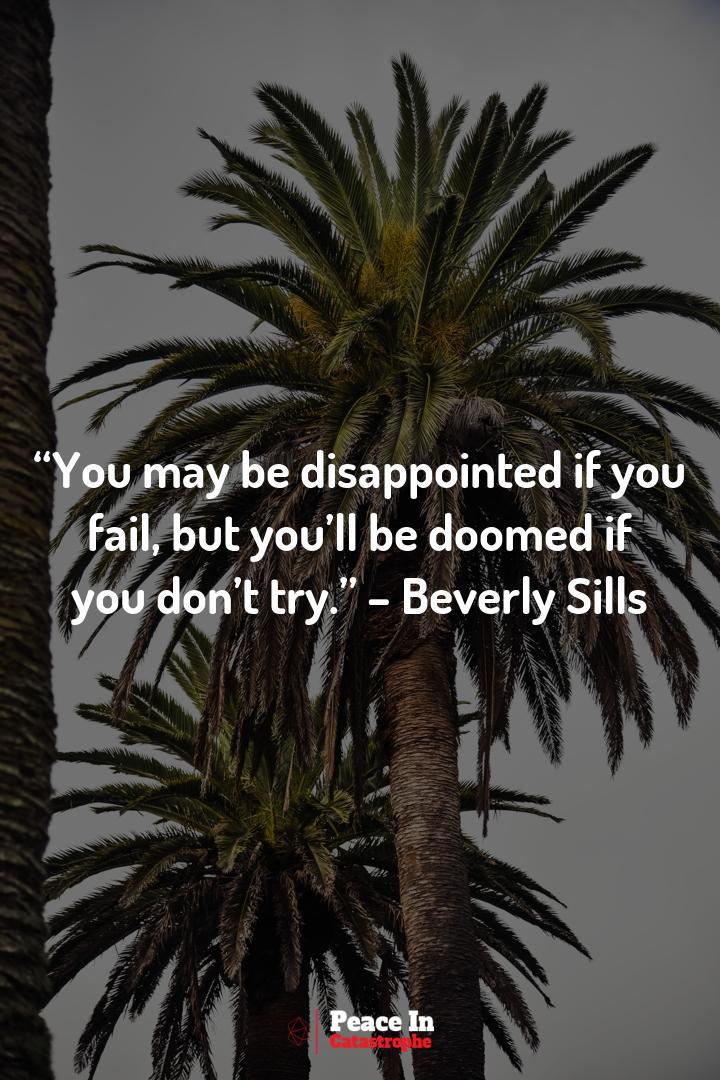 “You may be disappointed if you
fail, but you’ll be doomed if
you don’t try.” – Beverly Sills
Peace In
Catastrophe